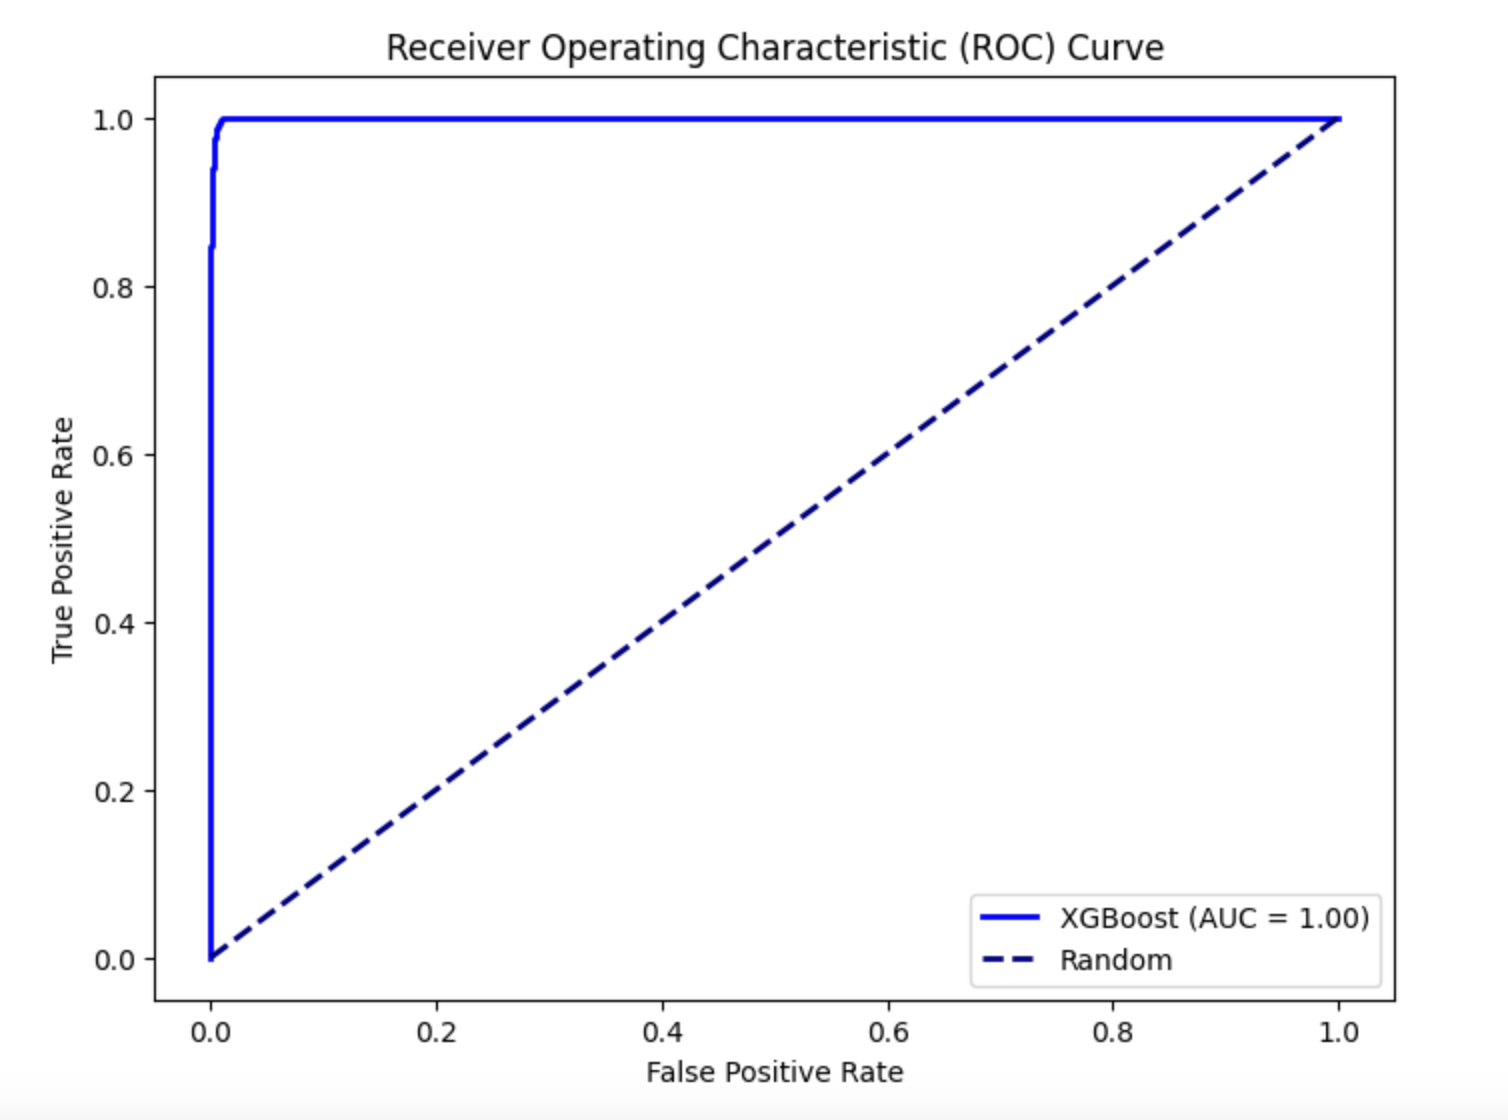 Receiver Operating Characteristic (ROC) Curve
1.0
0.8
0.6
0.4
0.2
0.0
True Positive Rate
XGBoost (AUC = 1.00)
Random
0.0 0.2 0.4 0.6 0.8 1.0
False Positive Rate